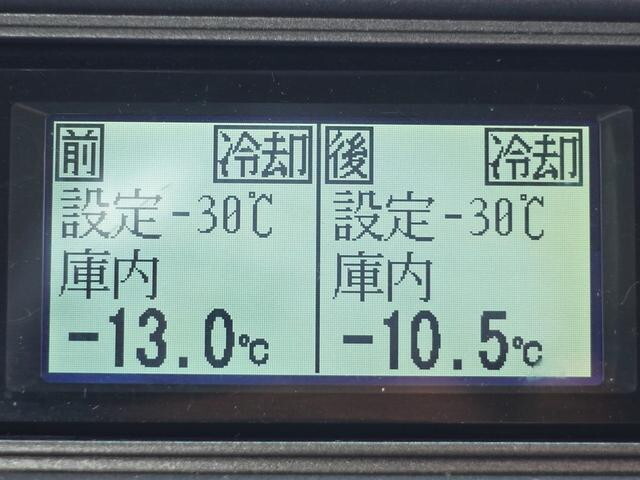 前 冷却
設定-30℃
庫内
-13.0℃
後 冷却
設定-30℃
庫内
-10.5℃